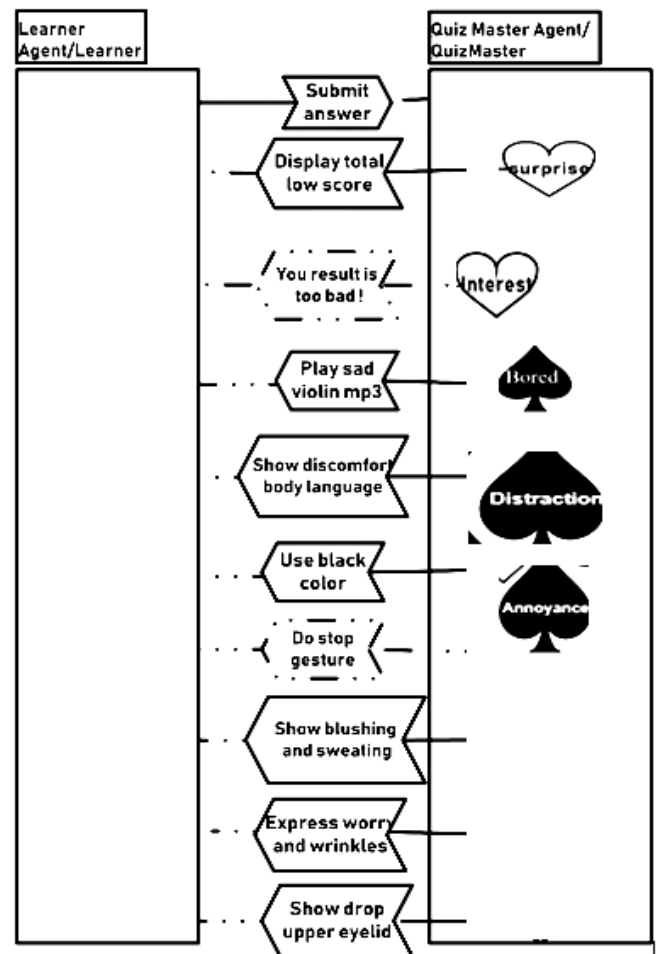 Learner
Agent/Learner
Quiz Master Agent/
QuizMaster
Submit
answer
Display total
low score
surprise
You result is
too bad!
Interest
Play sad
violin mp3
Bored
Show discomfort
body language
Distraction
Use black
color
Annoyance
Do stop
gesture
Show blushing
and sweating
Express worry
and wrinkles
Show drop
upper eyelid